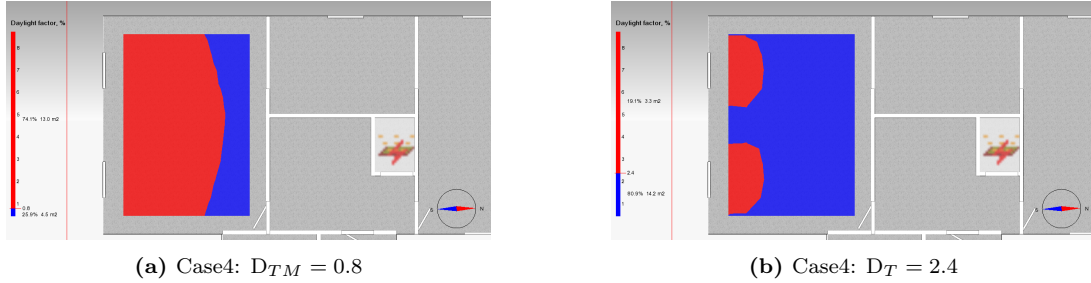 Daylight factor, %
8
7
6
5
74.1% 13.0 m2
4
3
2
1
0.8
25.9% 4.5 m2
S N
(a) Case4: D_TM = 0.8
Daylight factor, %
8
7
6
19.1% 3.3 m2
5
4
3
2.4
2
80.9% 14.2 m2
1
S N
(b) Case4: D_T = 2.4